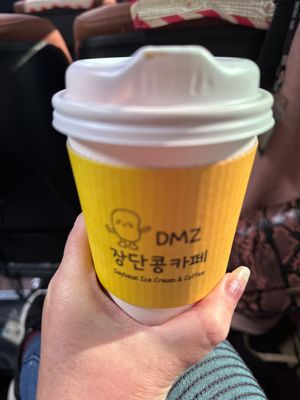 DMZ
장단콩카페
Soybean Ice Cream & Coffee